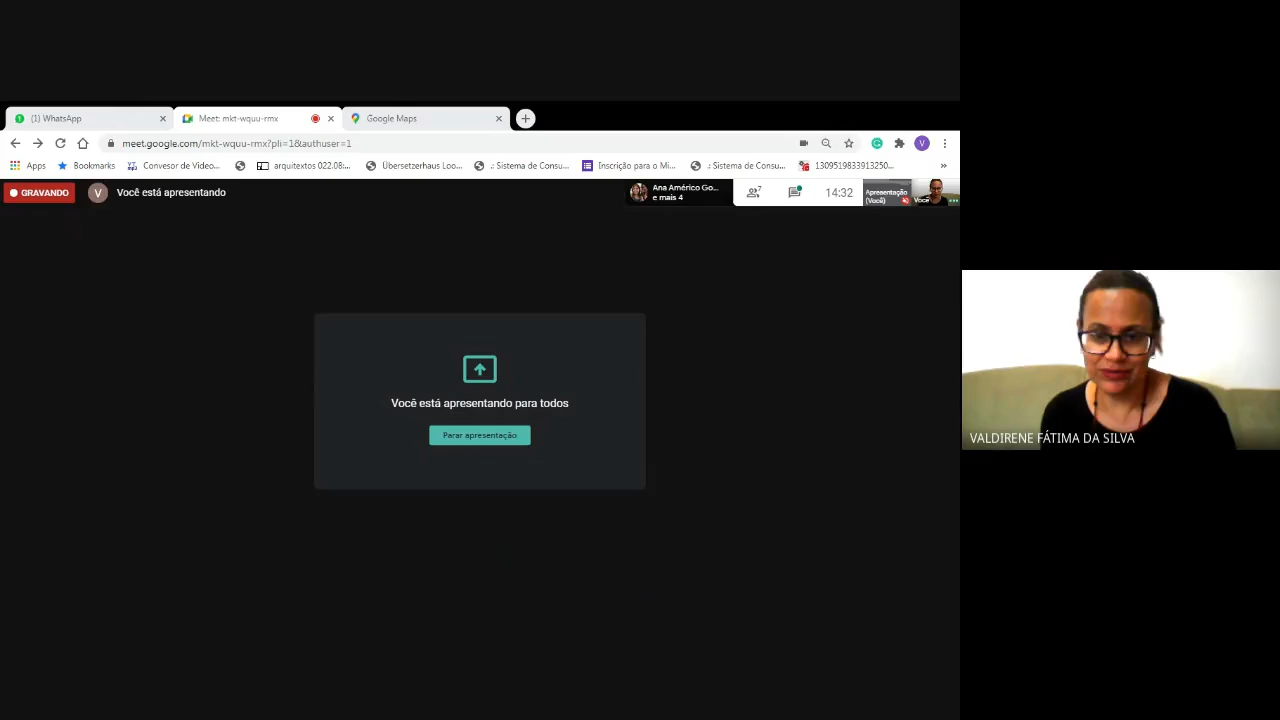 (1) WhatsApp
Meet: mkt-wquu-rmx
Google Maps
meet.google.com/mkt-wquu-rmx?pli=1&authuser=1
V
Apps
Bookmarks
Conversor de Video...
arquitextos 022.08:...
Übersetzerhaus Loo...
.: Sistema de Consu...
Inscrição para o Mi...
.: Sistema de Consu...
1309519833913250...
»
GRAVANDO
V
Você está apresentando
Ana Américo Go...
e mais 4
7
14:32
Apresentação
(Você)
Você
Você está apresentando para todos
Parar apresentação
VALDIRENE FÁTIMA DA SILVA